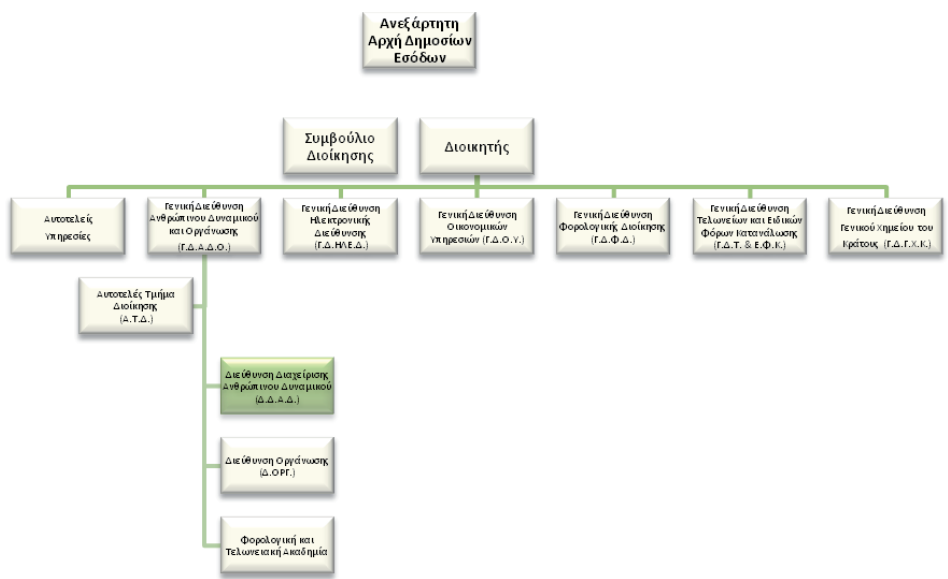 Ανεξάρτητη
Αρχή Δημοσίων
Εσόδων
Συμβούλιο
Διοίκησης
Διοικητής
Αυτοτελείς
Υπηρεσίες
Γενική Διεύθυνση
Ανθρώπινου Δυναμικού
και Οργάνωσης
(Γ.Δ.Α.Δ.Ο.)
Γενική Διεύθυνση
Ηλεκτρονικής
Διεύθυνσης
(Γ.Δ.ΗΛΕ.Δ.)
Γενική Διεύθυνση
Οικονομικών
Υπηρεσιών (Γ.Δ.Ο.Υ.)
Γενική Διεύθυνση
Φορολογικής Διοίκησης
(Γ.Δ.Φ.Δ.)
Γενική Διεύθυνση
Τελωνείων και Ειδικών
Φόρων Κατανάλωσης
(Γ.Δ.Τ. & Ε.Φ.Κ.)
Γενική Διεύθυνση
Γενικού Χημείου του
Κράτους (Γ.Δ.Γ.Χ.Κ.)
Αυτοτελές Τμήμα
Διοίκησης
(Α.Τ.Δ.)
Διεύθυνση Διαχείρισης
Ανθρώπινου Δυναμικού
(Δ.Δ.Α.Δ.)
Διεύθυνση Οργάνωσης
(Δ.ΟΡΓ.)
Φορολογική και
Τελωνειακή Ακαδημία